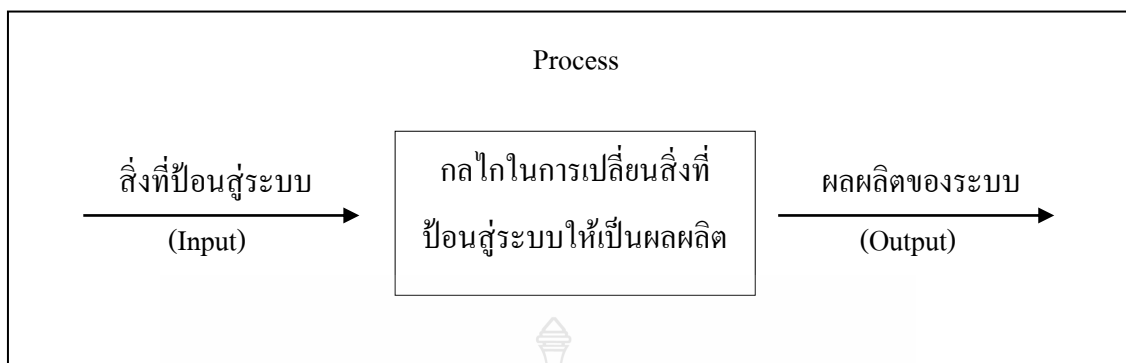 Process
สิ่งที่ป้อนสู่ระบบ
(Input)
กลไกในการเปลี่ยนสิ่งที่
ป้อนสู่ระบบให้เป็นผลผลิต
ผลผลิตของระบบ
(Output)